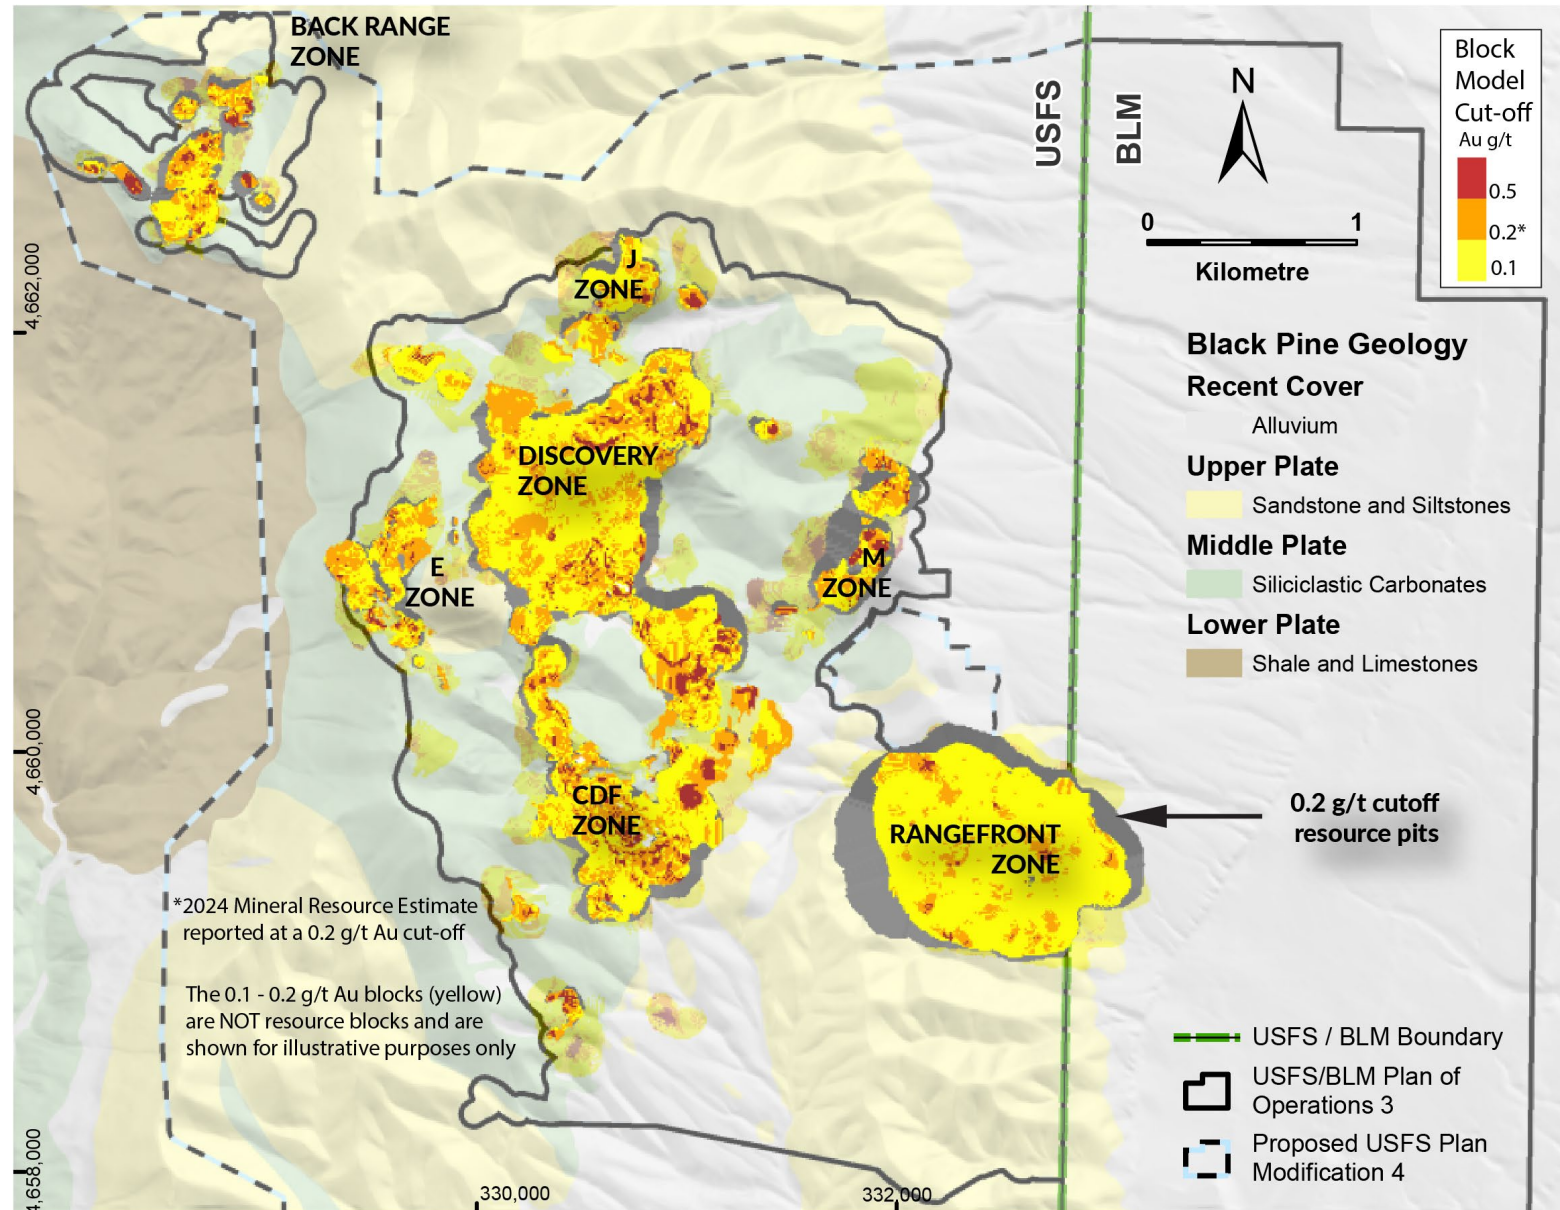 BACK RANGE
ZONE
USFS
BLM
N
0 1
Kilometre
Block
Model
Cut-off
Au g/t
0.5
0.2*
0.1
4,662,000
J
ZONE
Black Pine Geology
Recent Cover
Alluvium
Upper Plate
Sandstone and Siltstones
Middle Plate
Siliciclastic Carbonates
Lower Plate
Shale and Limestones
DISCOVERY
ZONE
E
ZONE
M
ZONE
4,660,000
CDF
ZONE
RANGEFRONT
ZONE
0.2 g/t cutoff
resource pits
*2024 Mineral Resource Estimate
reported at a 0.2 g/t Au cut-off
The 0.1 - 0.2 g/t Au blocks (yellow)
are NOT resource blocks and are
shown for illustrative purposes only
USFS / BLM Boundary
USFS/BLM Plan of
Operations 3
Proposed USFS Plan
Modification 4
4,658,000
330,000
332,000